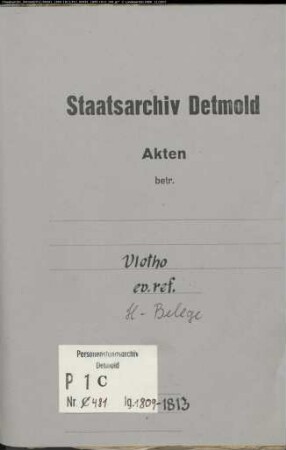 Staatsarchiv Detmold
Akten
betr.
Vlotho
ev. ref.
H - Belege
Personenstandsarchiv
Detmold
P 1 C
Nr. 481 Jg. 1809-1813